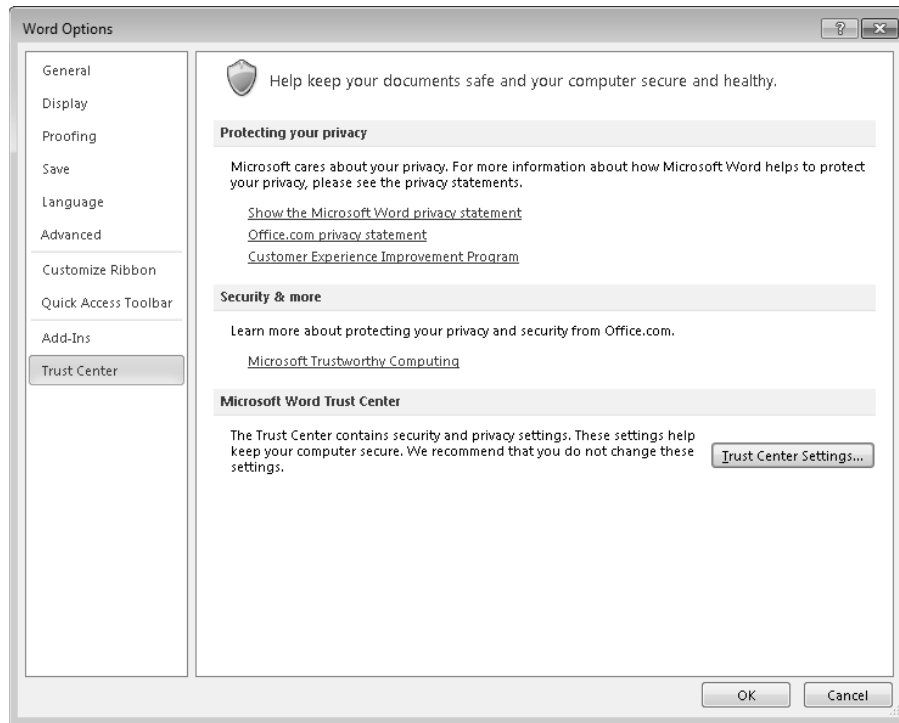 Word Options
General
Display
Proofing
Save
Language
Advanced
Customize Ribbon
Quick Access Toolbar
Add-Ins
Trust Center
Help keep your documents safe and your computer secure and healthy.
Protecting your privacy
Microsoft cares about your privacy. For more information about how Microsoft Word helps to protect
your privacy, please see the privacy statements.
Show the Microsoft Word privacy statement
Office.com privacy statement
Customer Experience Improvement Program
Security & more
Learn more about protecting your privacy and security from Office.com.
Microsoft Trustworthy Computing
Microsoft Word Trust Center
The Trust Center contains security and privacy settings. These settings help
keep your computer secure. We recommend that you do not change these
settings.
Trust Center Settings...
OK
Cancel